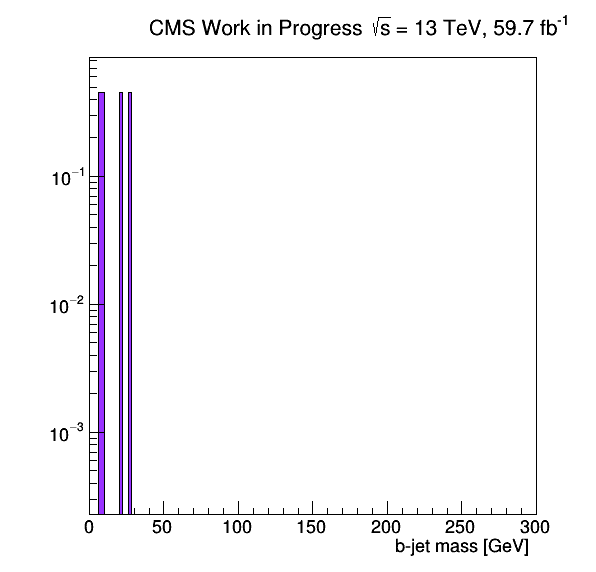 CMS Work in Progress √s = 13 TeV, 59.7 fb⁻¹
10⁻¹
10⁻²
10⁻³
0 50 100 150 200 250 300
b-jet mass [GeV]